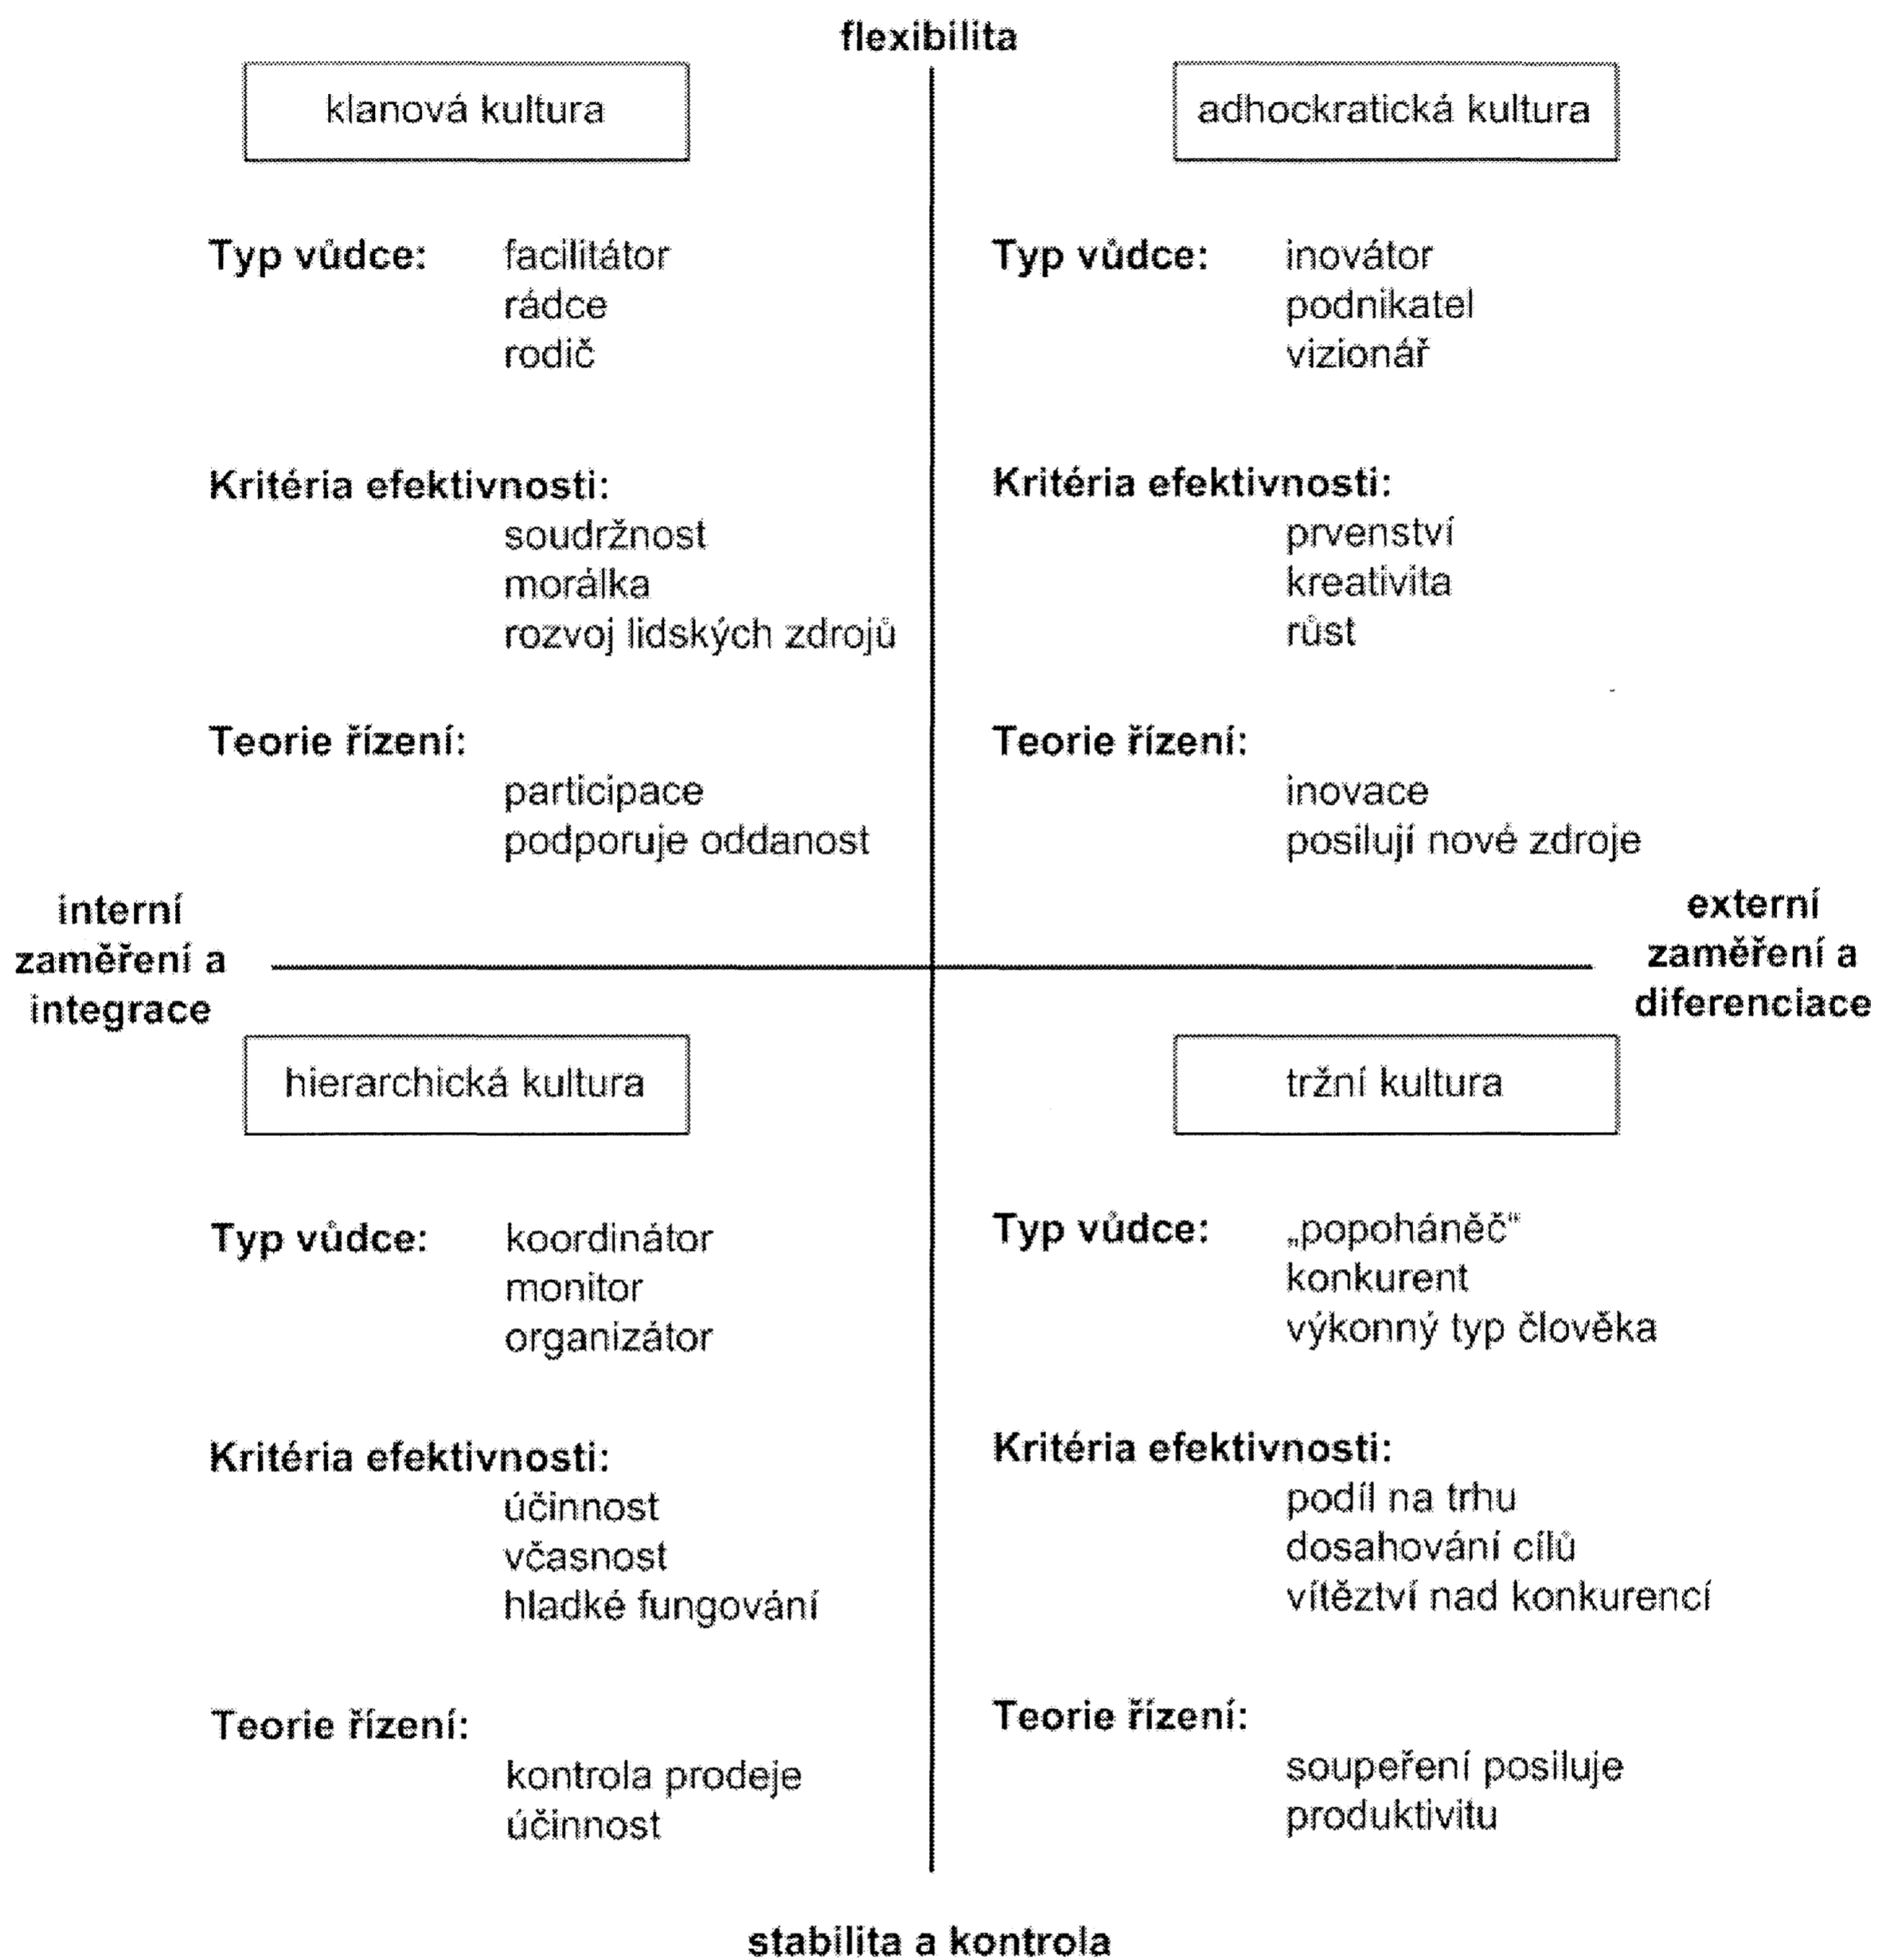 flexibilita
klanová kultura
Typ vůdce: facilitátor
rádce
rodič
Kritéria efektivnosti:
soudržnost
morálka
rozvoj lidských zdrojů
Teorie řízení:
participace
podporuje oddanost
adhockratická kultura
Typ vůdce: inovátor
podnikatel
vizionář
Kritéria efektivnosti:
prvenství
kreativita
růst
Teorie řízení:
inovace
posilují nové zdroje
interní
zaměření a
integrace
externí
zaměření a
diferenciace
hierarchická kultura
Typ vůdce: koordinátor
monitor
organizátor
Kritéria efektivnosti:
účinnost
včasnost
hladké fungování
Teorie řízení:
kontrola prodeje
účinnost
tržní kultura
Typ vůdce: „popoháněč“
konkurent
výkonný typ člověka
Kritéria efektivnosti:
podíl na trhu
dosahování cílů
vítěztví nad konkurencí
Teorie řízení:
soupeření posiluje
produktivitu
stabilita a kontrola